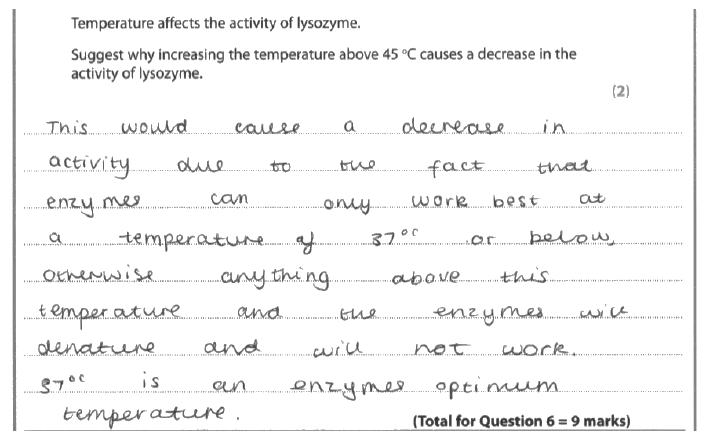 Temperature affects the activity of lysozyme.
Suggest why increasing the temperature above 45 °C causes a decrease in the
activity of lysozyme.
(2)
This would cause a decrease in
activity due to the fact that
enzymes can only work best at
a temperature of 37°C or below,
otherwise anything above this
temperature and the enzymes will
denature and will not work.
37°C is an enzymes optimum
temperature.
(Total for Question 6 = 9 marks)